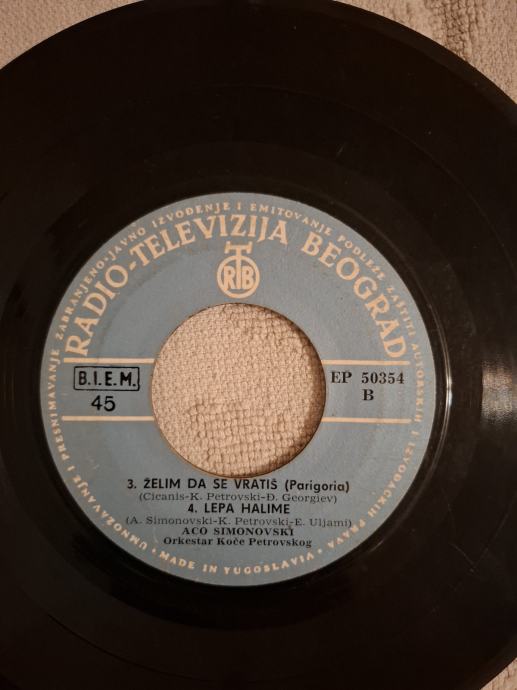 UMNOŽAVANJE I PRESNIMAVANJE ZABRANJENO · JAVNO IZVOĐENJE I EMITOVANJE PODLEŽE ZAŠTITI AUTORSKIH I IZVOĐAČKIH PRAVA
RADIO-TELEVIZIJA BEOGRAD
RTB
B.I.E.M.
45
EP 50354
B
3. ŽELIM DA SE VRATIŠ (Parigoria)
(Cicanis-K. Petrovski-Đ. Georgiev)
4. LEPA HALIME
(A. Simonovski-K. Petrovski-E. Uljami)
ACO SIMONOVSKI
Orkestar Koče Petrovskog
· MADE IN YUGOSLAVIA ·